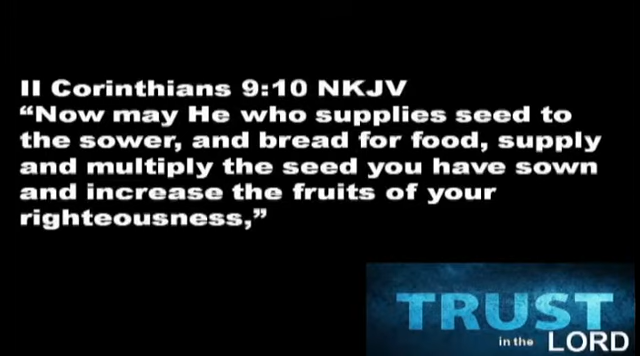 II Corinthians 9:10 NKJV
“Now may He who supplies seed to
the sower, and bread for food, supply
and multiply the seed you have sown
and increase the fruits of your
righteousness,”
TRUST
in the LORD